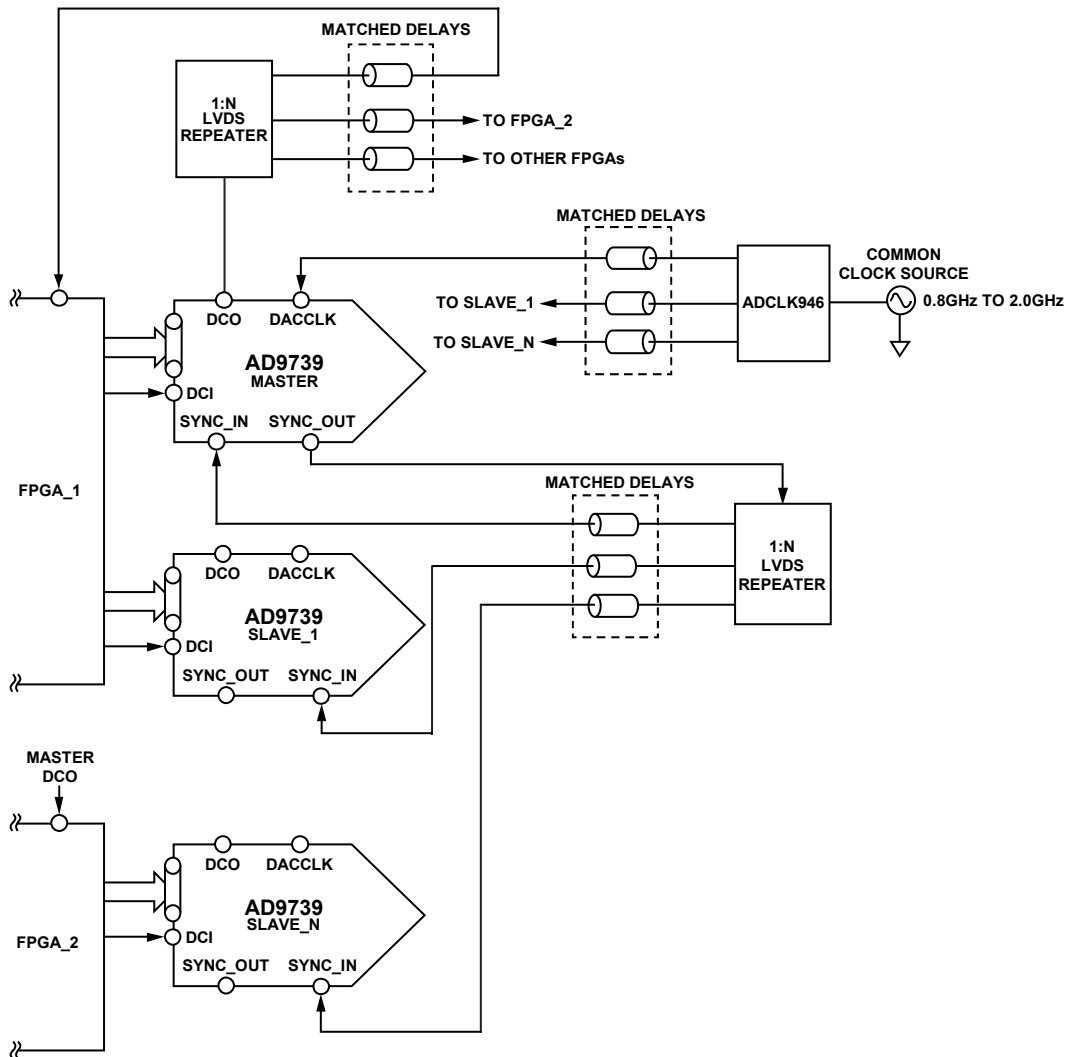 MATCHED DELAYS
1:N
LVDS
REPEATER
TO FPGA_2
TO OTHER FPGAs
MATCHED DELAYS
COMMON
CLOCK SOURCE
0.8GHz TO 2.0GHz
ADCLK946
TO SLAVE_1
TO SLAVE_N
DCO
DACCLK
AD9739
MASTER
DCI
SYNC_IN
SYNC_OUT
FPGA_1
MATCHED DELAYS
1:N
LVDS
REPEATER
DCO
DACCLK
AD9739
SLAVE_1
DCI
SYNC_OUT
SYNC_IN
MASTER
DCO
DCO
DACCLK
AD9739
SLAVE_N
FPGA_2
DCI
SYNC_OUT
SYNC_IN